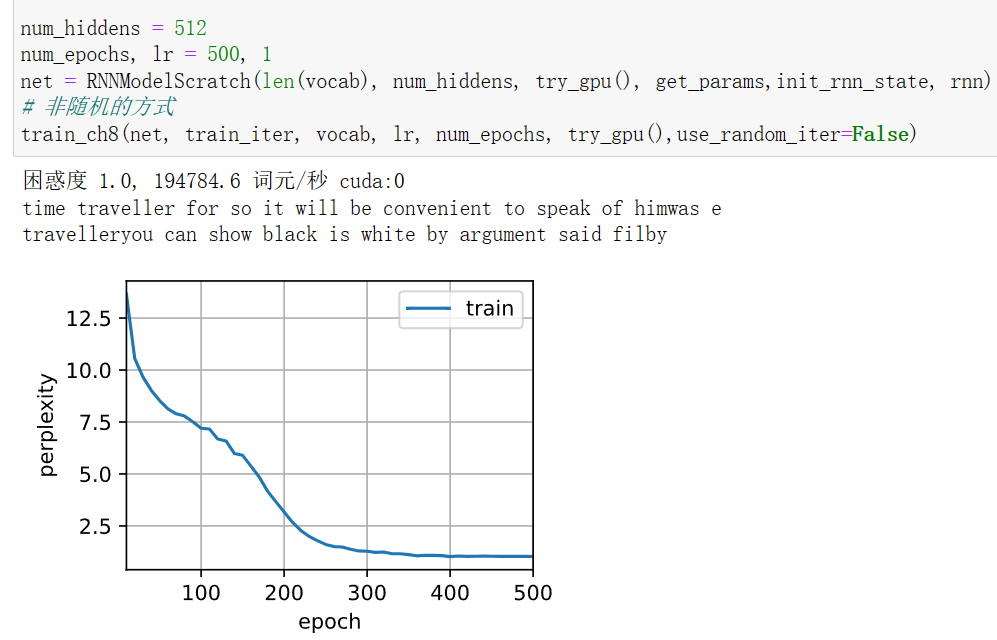 num_hiddens = 512
num_epochs, lr = 500, 1
net = RNNModelScratch(len(vocab), num_hiddens, try_gpu(), get_params,init_rnn_state, rnn)
# 非随机的方式
train_ch8(net, train_iter, vocab, lr, num_epochs, try_gpu(),use_random_iter=False)
困惑度 1.0, 194784.6 词元/秒 cuda:0
time traveller for so it will be convenient to speak of himwas e
travelleryou can show black is white by argument said filby
train
12.5
10.0
7.5
5.0
2.5
perplexity
100 200 300 400 500
epoch